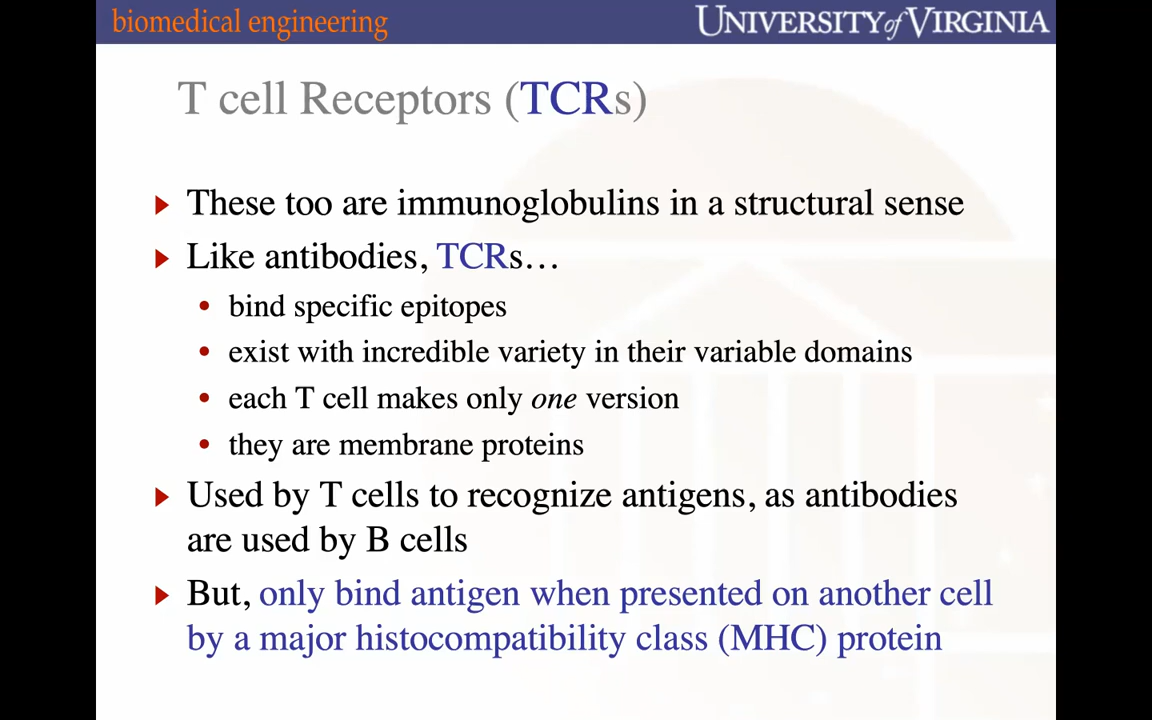 biomedical engineering
UNIVERSITY of VIRGINIA
T cell Receptors (TCRs)
These too are immunoglobulins in a structural sense
Like antibodies, TCRs…
bind specific epitopes
exist with incredible variety in their variable domains
each T cell makes only one version
they are membrane proteins
Used by T cells to recognize antigens, as antibodies
are used by B cells
But, only bind antigen when presented on another cell
by a major histocompatibility class (MHC) protein